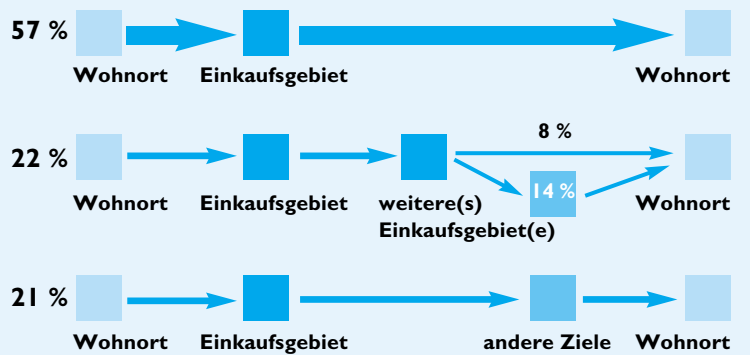 57 %
Wohnort Einkaufsgebiet Wohnort
8 %
22 %
14 %
Wohnort Einkaufsgebiet weitere(s) Wohnort
Einkaufsgebiet(e)
21 %
Wohnort Einkaufsgebiet andere Ziele Wohnort